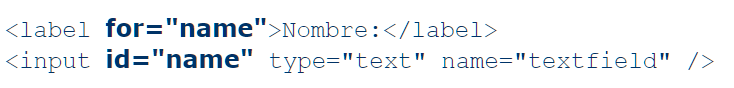 <label for="name">Nombre:</label>
<input id="name" type="text" name="textfield" />